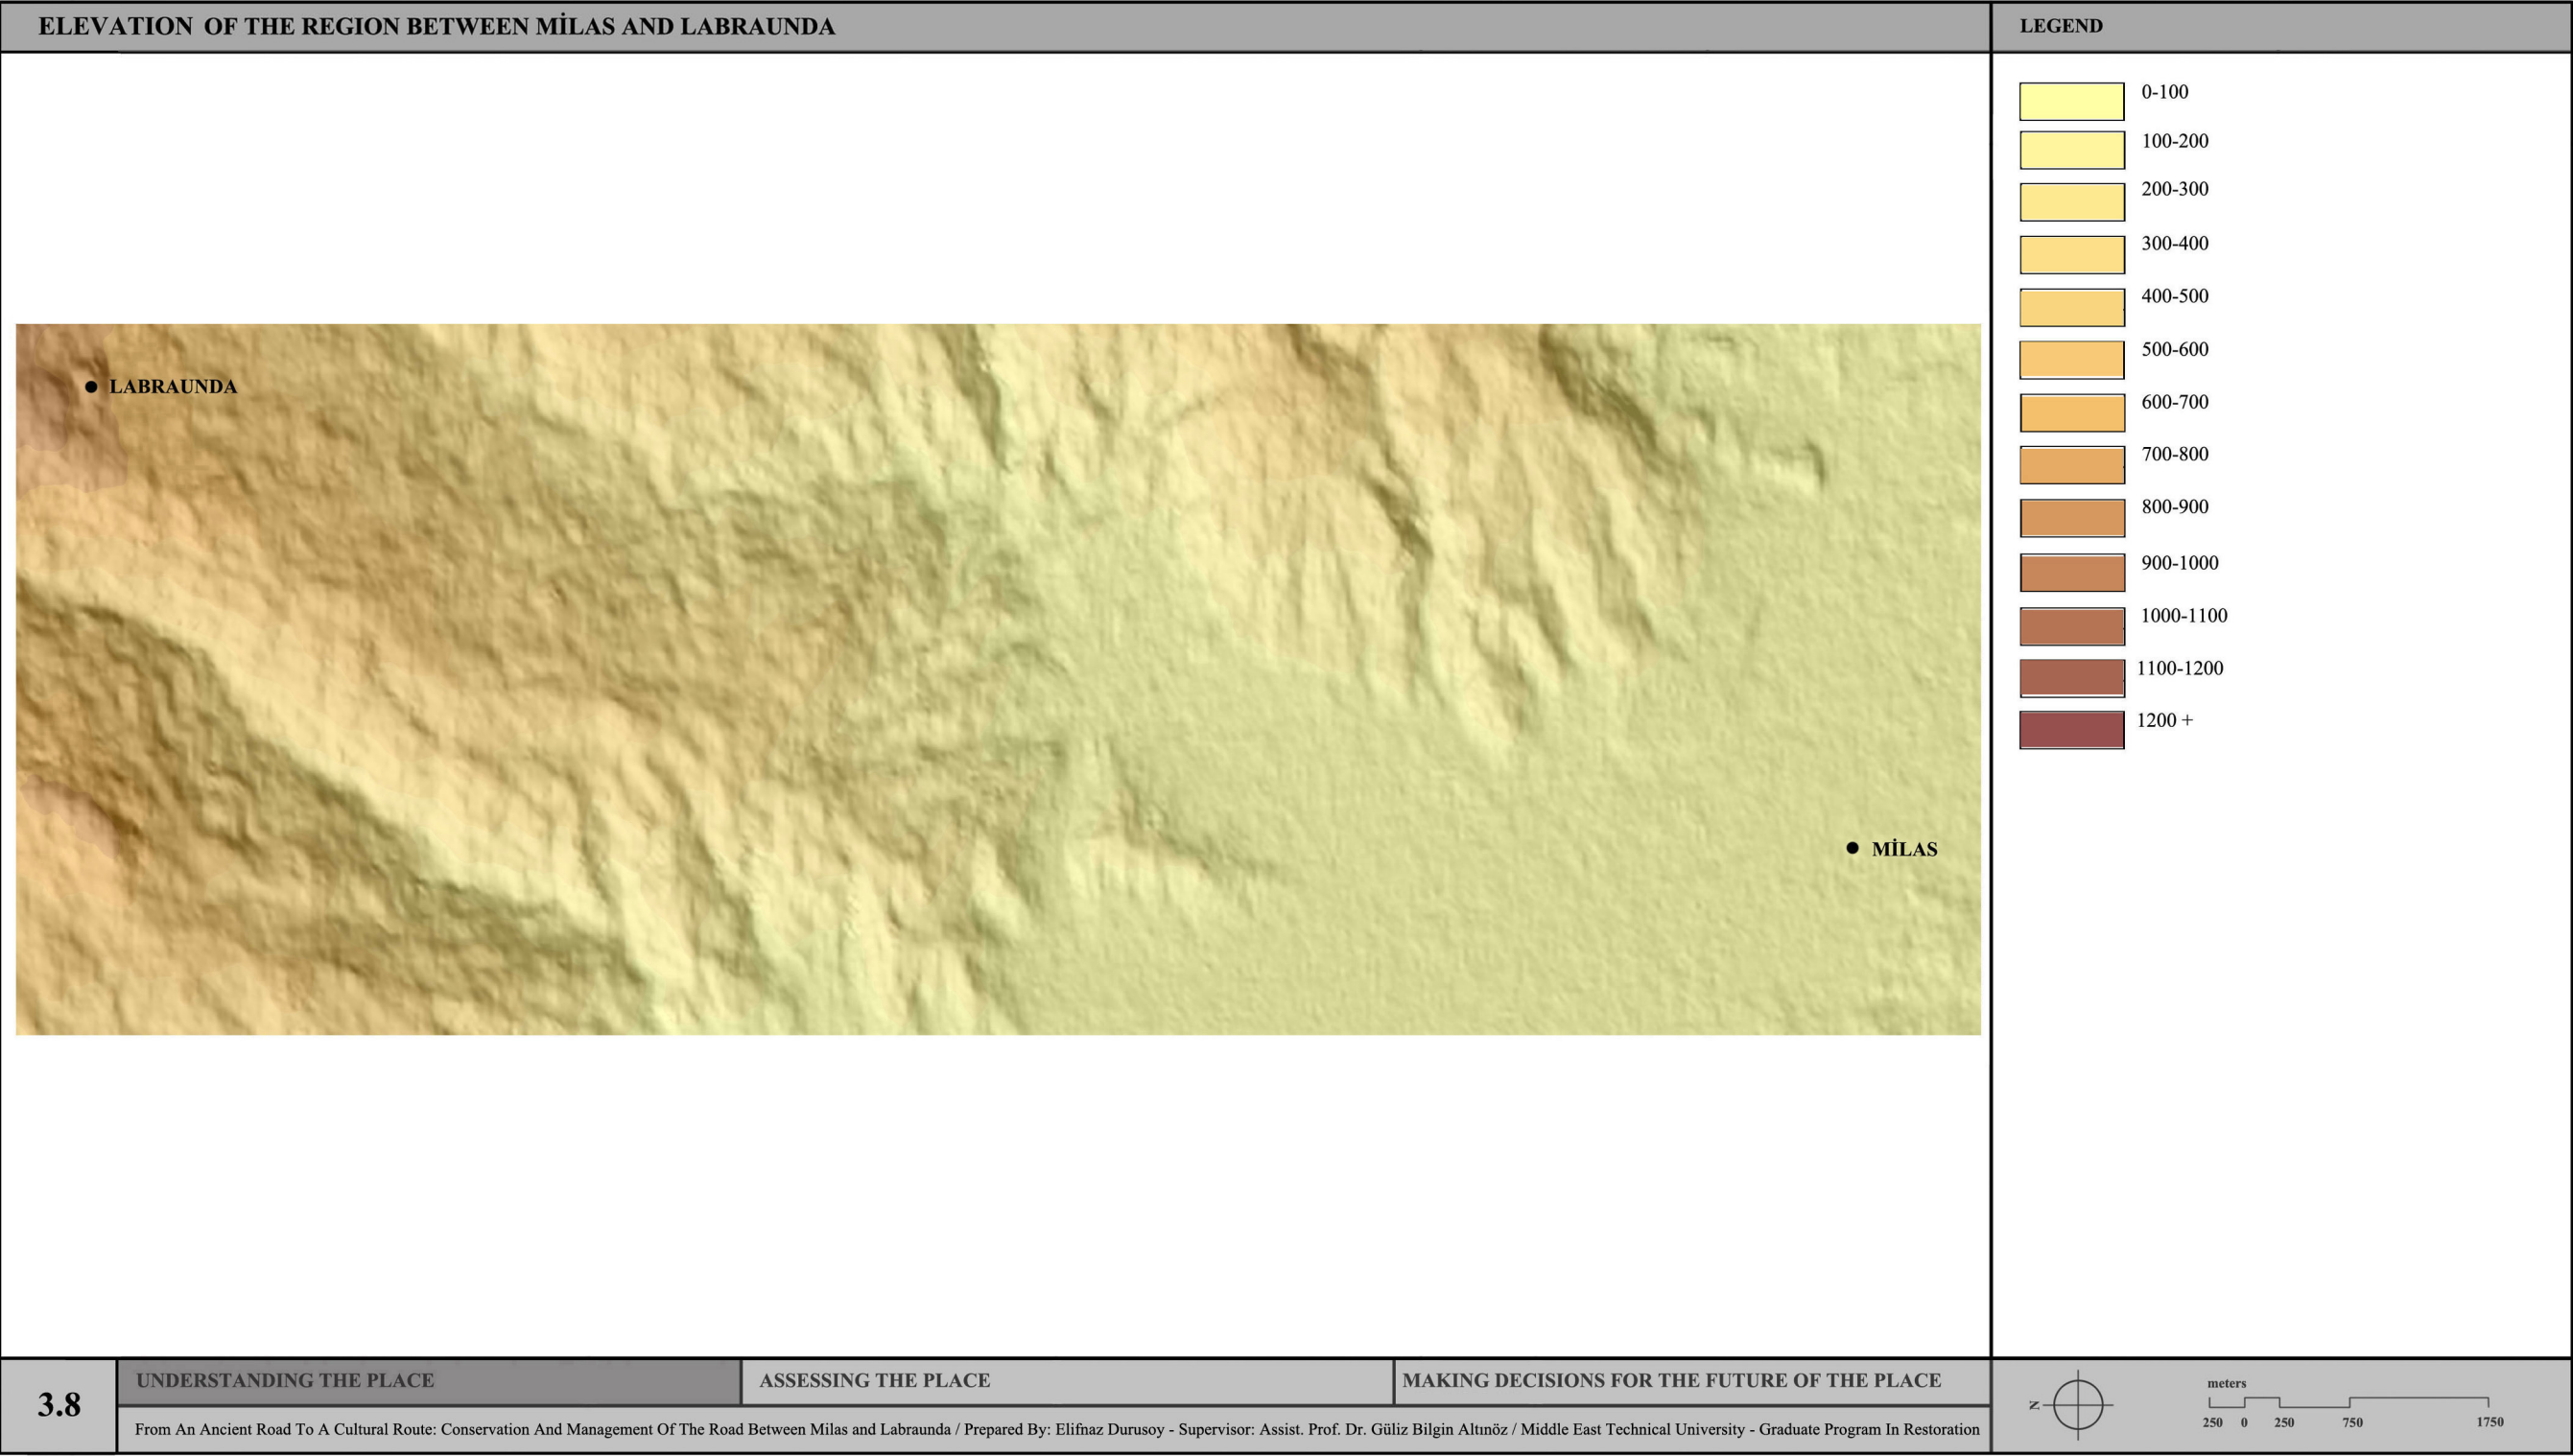 ELEVATION OF THE REGION BETWEEN MİLAS AND LABRAUNDA
LEGEND
0-100
100-200
200-300
300-400
400-500
500-600
600-700
700-800
800-900
900-1000
1000-1100
1100-1200
1200 +
LABRAUNDA
MİLAS
3.8
UNDERSTANDING THE PLACE
ASSESSING THE PLACE
MAKING DECISIONS FOR THE FUTURE OF THE PLACE
From An Ancient Road To A Cultural Route: Conservation And Management Of The Road Between Milas and Labraunda / Prepared By: Elifnaz Durusoy - Supervisor: Assist. Prof. Dr. Güliz Bilgin Altınöz / Middle East Technical University - Graduate Program In Restoration
N
meters
250 0 250 750 1750